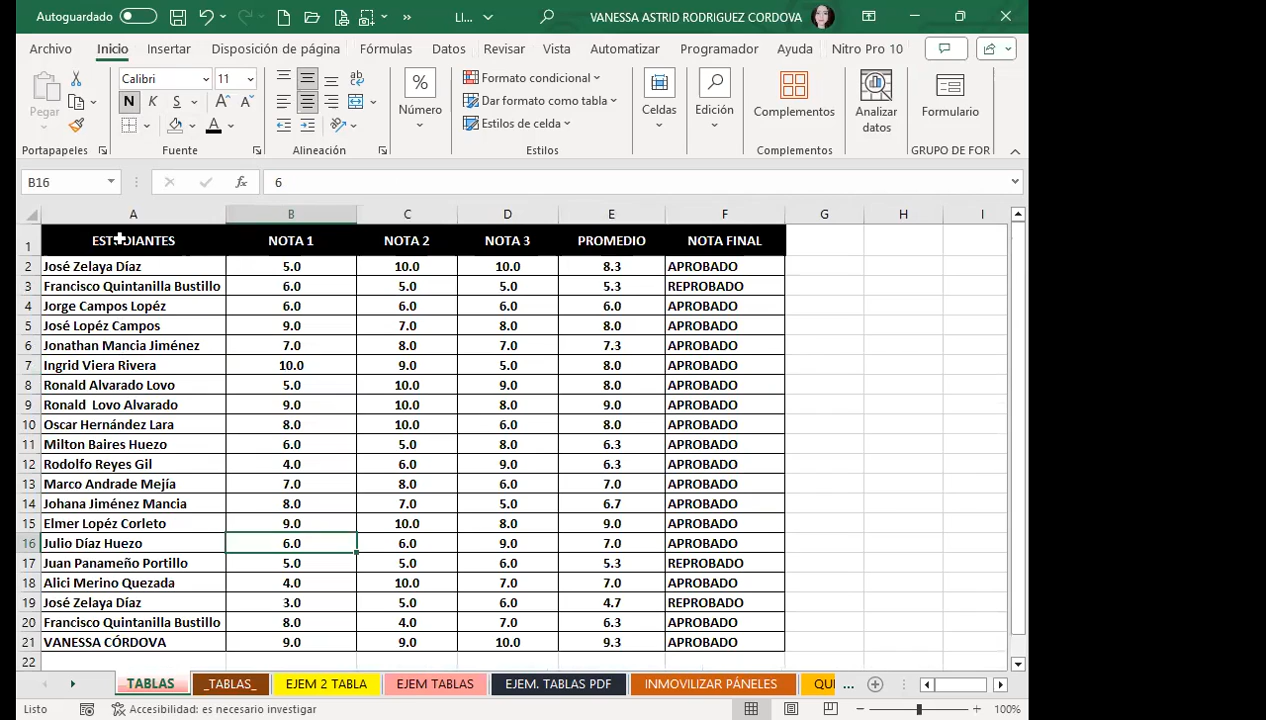 Autoguardado LI... VANESSA ASTRID RODRIGUEZ CORDOVA
Archivo Inicio Insertar Disposición de página Fórmulas Datos Revisar Vista Automatizar Programador Ayuda Nitro Pro 10
Pegar
Calibri 11
N K S
Número
Formato condicional
Dar formato como tabla
Estilos de celda
Celdas
Edición
Complementos
Analizar datos
Formulario
Portapapeles Fuente Alineación Estilos Complementos GRUPO DE FOR
B16 fx 6
A B C D E F G H I
1 ESTUDIANTES NOTA 1 NOTA 2 NOTA 3 PROMEDIO NOTA FINAL
2 José Zelaya Díaz 5.0 10.0 10.0 8.3 APROBADO
3 Francisco Quintanilla Bustillo 6.0 5.0 5.0 5.3 REPROBADO
4 Jorge Campos Lopéz 6.0 6.0 6.0 6.0 APROBADO
5 José Lopéz Campos 9.0 7.0 8.0 8.0 APROBADO
6 Jonathan Mancia Jiménez 7.0 8.0 7.0 7.3 APROBADO
7 Ingrid Viera Rivera 10.0 9.0 5.0 8.0 APROBADO
8 Ronald Alvarado Lovo 5.0 10.0 9.0 8.0 APROBADO
9 Ronald Lovo Alvarado 9.0 10.0 8.0 9.0 APROBADO
10 Oscar Hernández Lara 8.0 10.0 6.0 8.0 APROBADO
11 Milton Baires Huezo 6.0 5.0 8.0 6.3 APROBADO
12 Rodolfo Reyes Gil 4.0 6.0 9.0 6.3 APROBADO
13 Marco Andrade Mejía 7.0 8.0 6.0 7.0 APROBADO
14 Johana Jiménez Mancia 8.0 7.0 5.0 6.7 APROBADO
15 Elmer Lopéz Corleto 9.0 10.0 8.0 9.0 APROBADO
16 Julio Díaz Huezo 6.0 6.0 9.0 7.0 APROBADO
17 Juan Panameño Portillo 5.0 5.0 6.0 5.3 REPROBADO
18 Alici Merino Quezada 4.0 10.0 7.0 7.0 APROBADO
19 José Zelaya Díaz 3.0 5.0 6.0 4.7 REPROBADO
20 Francisco Quintanilla Bustillo 8.0 4.0 7.0 6.3 APROBADO
21 VANESSA CÓRDOVA 9.0 9.0 10.0 9.3 APROBADO
22
TABLAS _TABLAS_ EJEM 2 TABLA EJEM TABLAS EJEM. TABLAS PDF INMOVILIZAR PÁNELES QUI ...
Listo Accesibilidad: es necesario investigar 100%